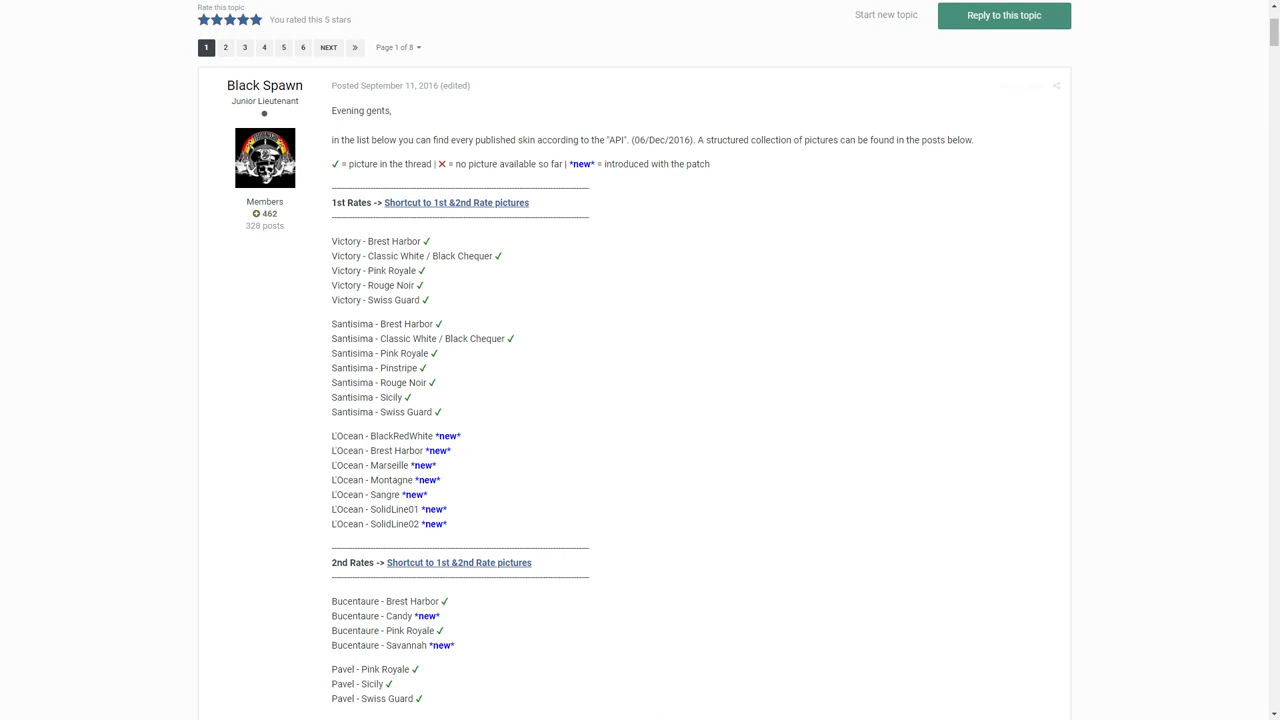 Rate this topic
You rated this 5 stars
Start new topic
Reply to this topic
1 2 3 4 5 6 NEXT » Page 1 of 8
Black Spawn
Junior Lieutenant
Members
462
328 posts
Posted September 11, 2016 (edited)
Evening gents,
in the list below you can find every published skin according to the "API". (06/Dec/2016). A structured collection of pictures can be found in the posts below.
✓ = picture in the thread | ✕ = no picture available so far | *new* = introduced with the patch
1st Rates -> Shortcut to 1st &2nd Rate pictures
Victory - Brest Harbor ✓
Victory - Classic White / Black Chequer ✓
Victory - Pink Royale ✓
Victory - Rouge Noir ✓
Victory - Swiss Guard ✓
Santisima - Brest Harbor ✓
Santisima - Classic White / Black Chequer ✓
Santisima - Pink Royale ✓
Santisima - Pinstripe ✓
Santisima - Rouge Noir ✓
Santisima - Sicily ✓
Santisima - Swiss Guard ✓
L'Ocean - BlackRedWhite *new*
L'Ocean - Brest Harbor *new*
L'Ocean - Marseille *new*
L'Ocean - Montagne *new*
L'Ocean - Sangre *new*
L'Ocean - SolidLine01 *new*
L'Ocean - SolidLine02 *new*
2nd Rates -> Shortcut to 1st &2nd Rate pictures
Bucentaure - Brest Harbor ✓
Bucentaure - Candy *new*
Bucentaure - Pink Royale ✓
Bucentaure - Savannah *new*
Pavel - Pink Royale ✓
Pavel - Sicily ✓
Pavel - Swiss Guard ✓